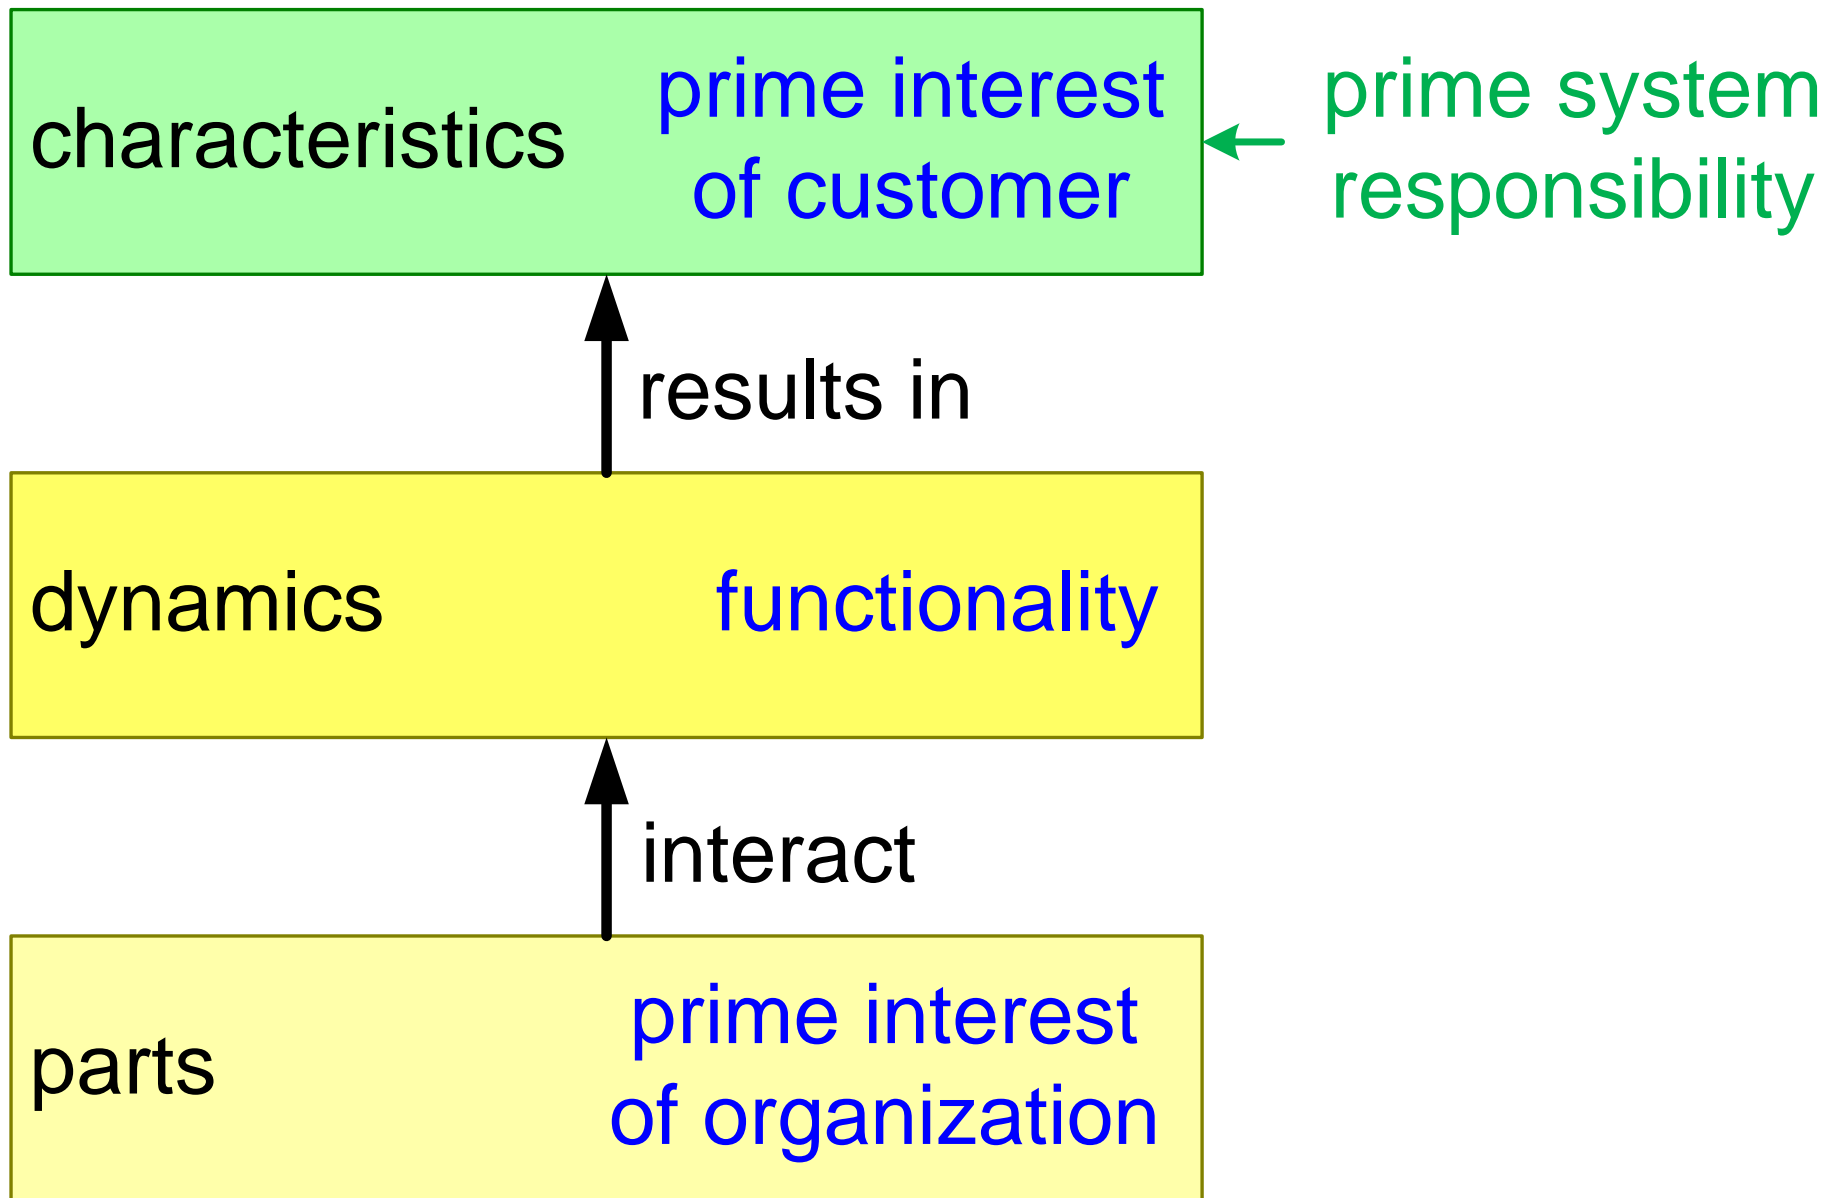 characteristics
prime interest
of customer
prime system
responsibility
results in
dynamics
functionality
interact
parts
prime interest
of organization